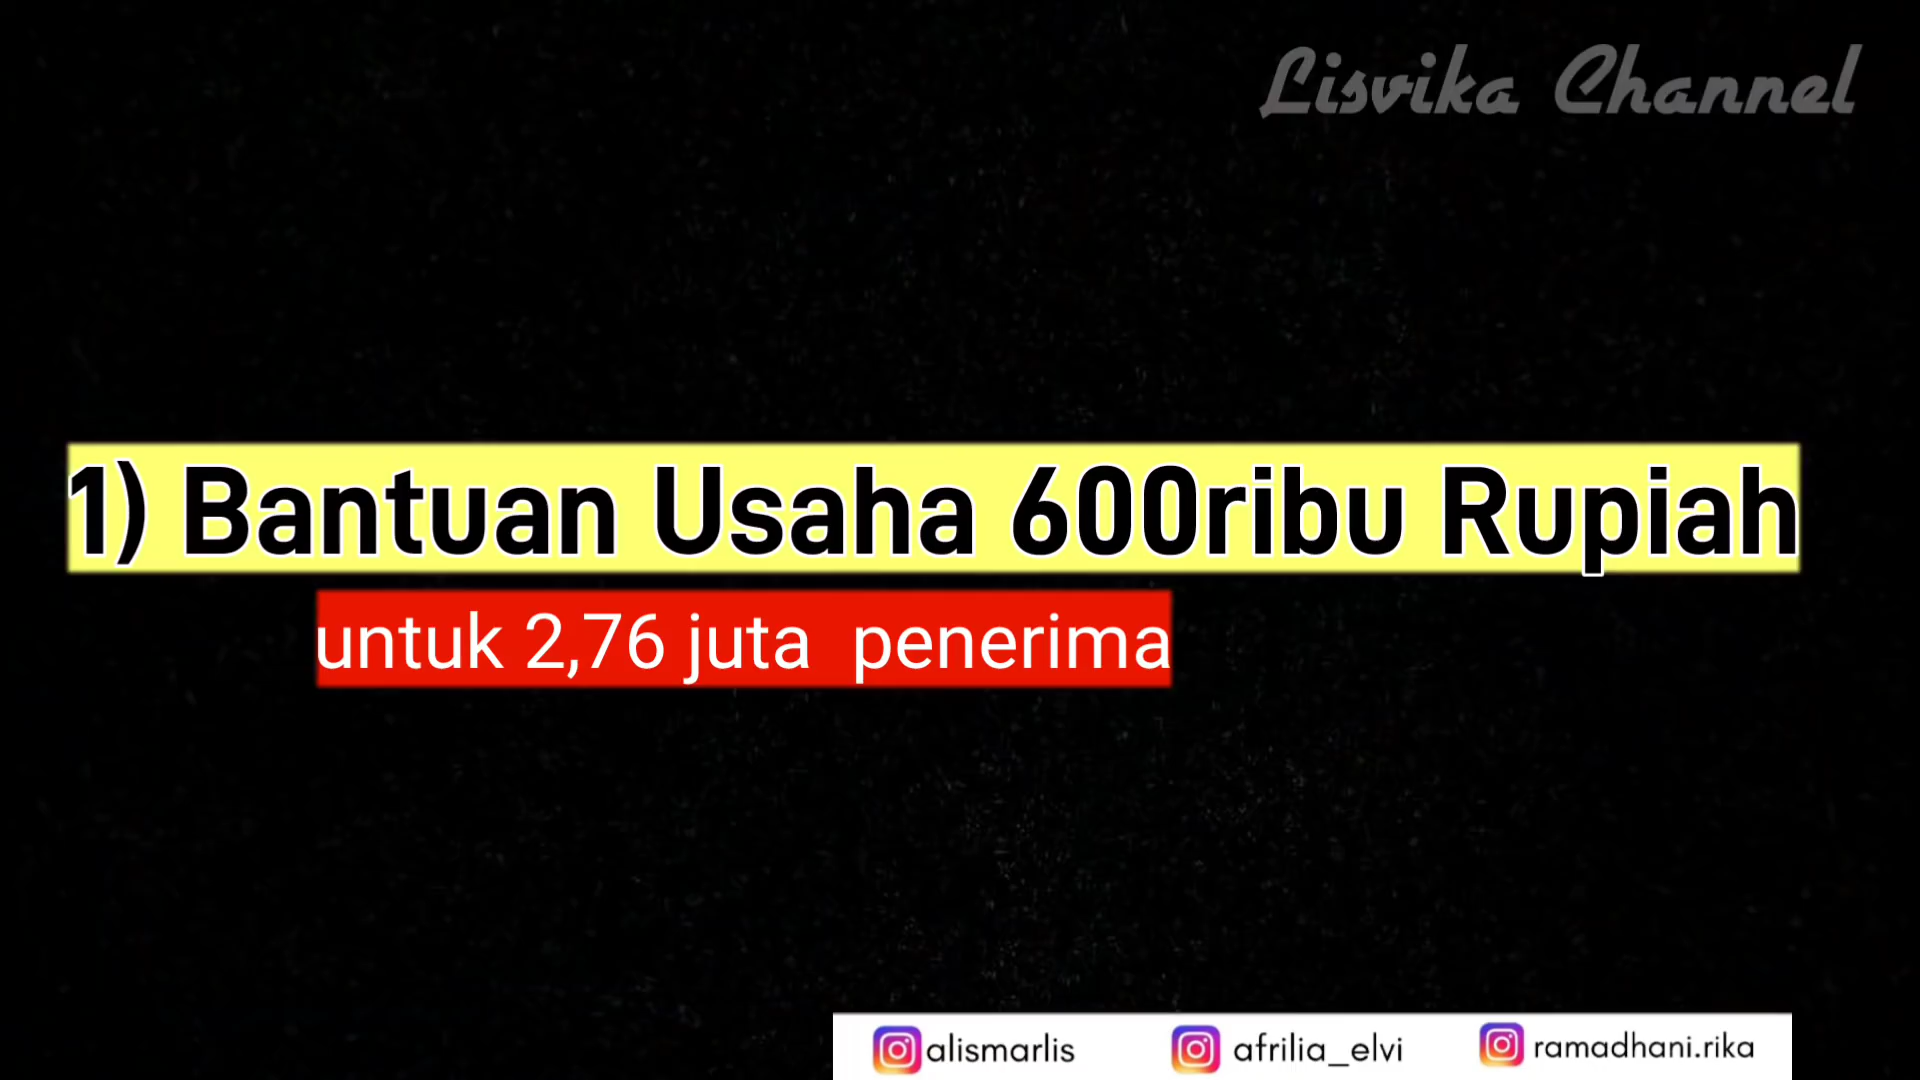 Lisvika Channel
1) Bantuan Usaha 600ribu Rupiah
untuk 2,76 juta penerima
alismarlis afrilia_elvi ramadhani.rika